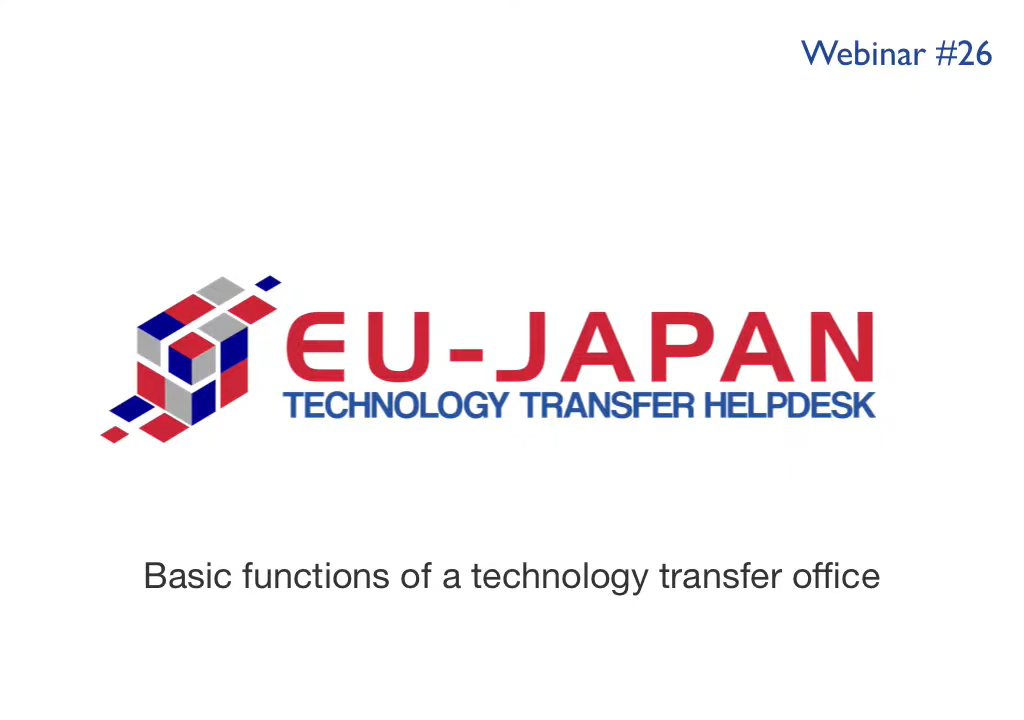 Webinar #26
EU-JAPAN
TECHNOLOGY TRANSFER HELPDESK
Basic functions of a technology transfer office